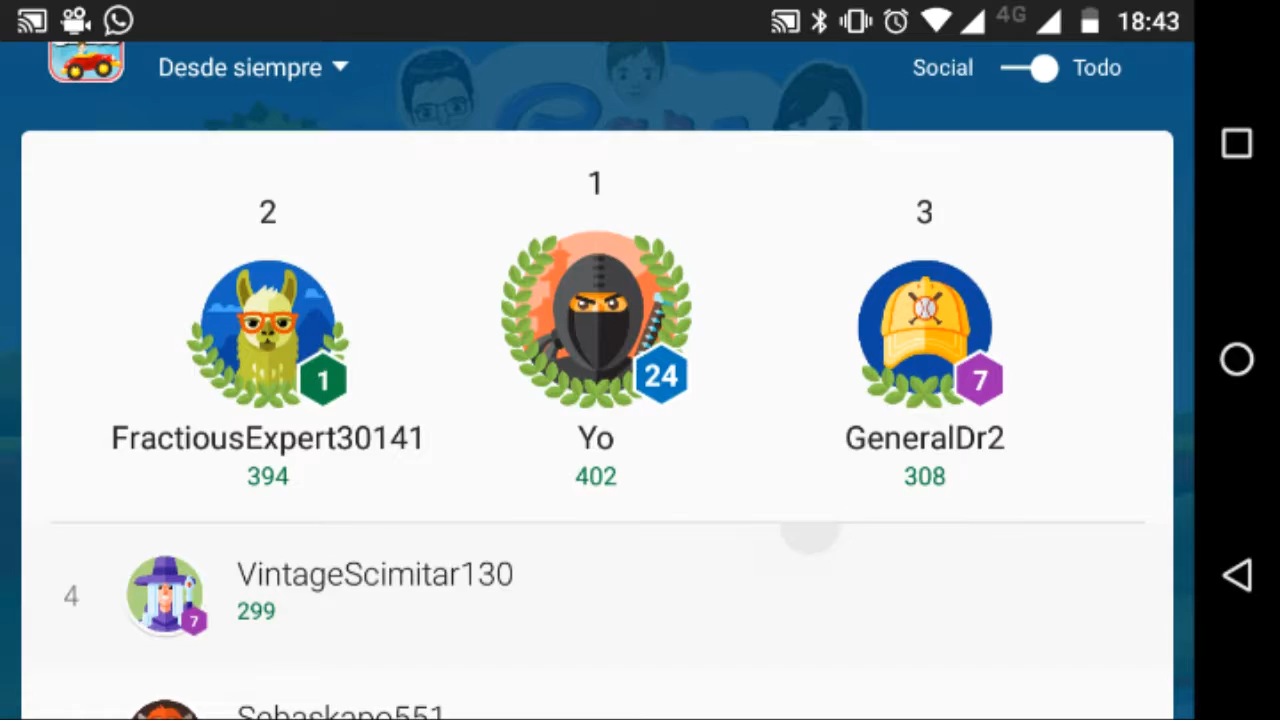 4G 18:43
Desde siempre Social Todo
1
2 3
1 24 7
FractiousExpert30141 Yo GeneralDr2
394 402 308
VintageScimitar130
4 7 299
Sebaskapo551